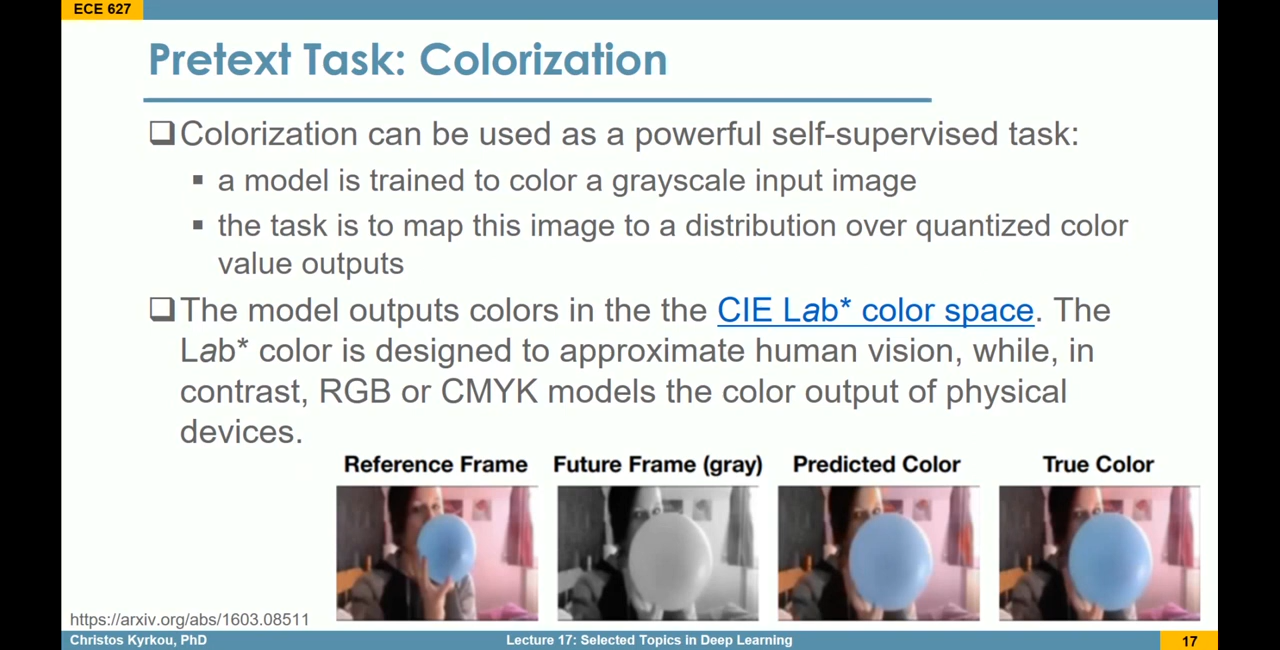 ECE 627
Pretext Task: Colorization
❑Colorization can be used as a powerful self-supervised task:
▪ a model is trained to color a grayscale input image
▪ the task is to map this image to a distribution over quantized color
value outputs
❑The model outputs colors in the the CIE Lab* color space. The
Lab* color is designed to approximate human vision, while, in
contrast, RGB or CMYK models the color output of physical
devices.
Reference Frame Future Frame (gray) Predicted Color True Color
https://arxiv.org/abs/1603.08511
Christos Kyrkou, PhD Lecture 17: Selected Topics in Deep Learning 17